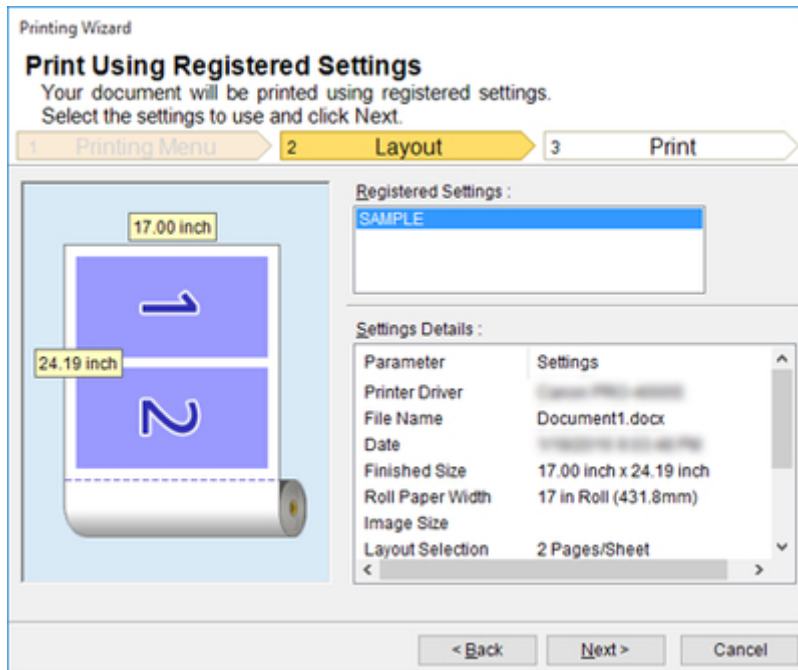 Printing Wizard
Print Using Registered Settings
Your document will be printed using registered settings.
Select the settings to use and click Next.
1 Printing Menu 2 Layout 3 Print
Registered Settings :
SAMPLE
17.00 inch
1
24.19 inch
2
Settings Details :
Parameter Settings
Printer Driver
File Name Document1.docx
Date
Finished Size 17.00 inch x 24.19 inch
Roll Paper Width 17 in Roll (431.8mm)
Image Size
Layout Selection 2 Pages/Sheet
< Back Next > Cancel